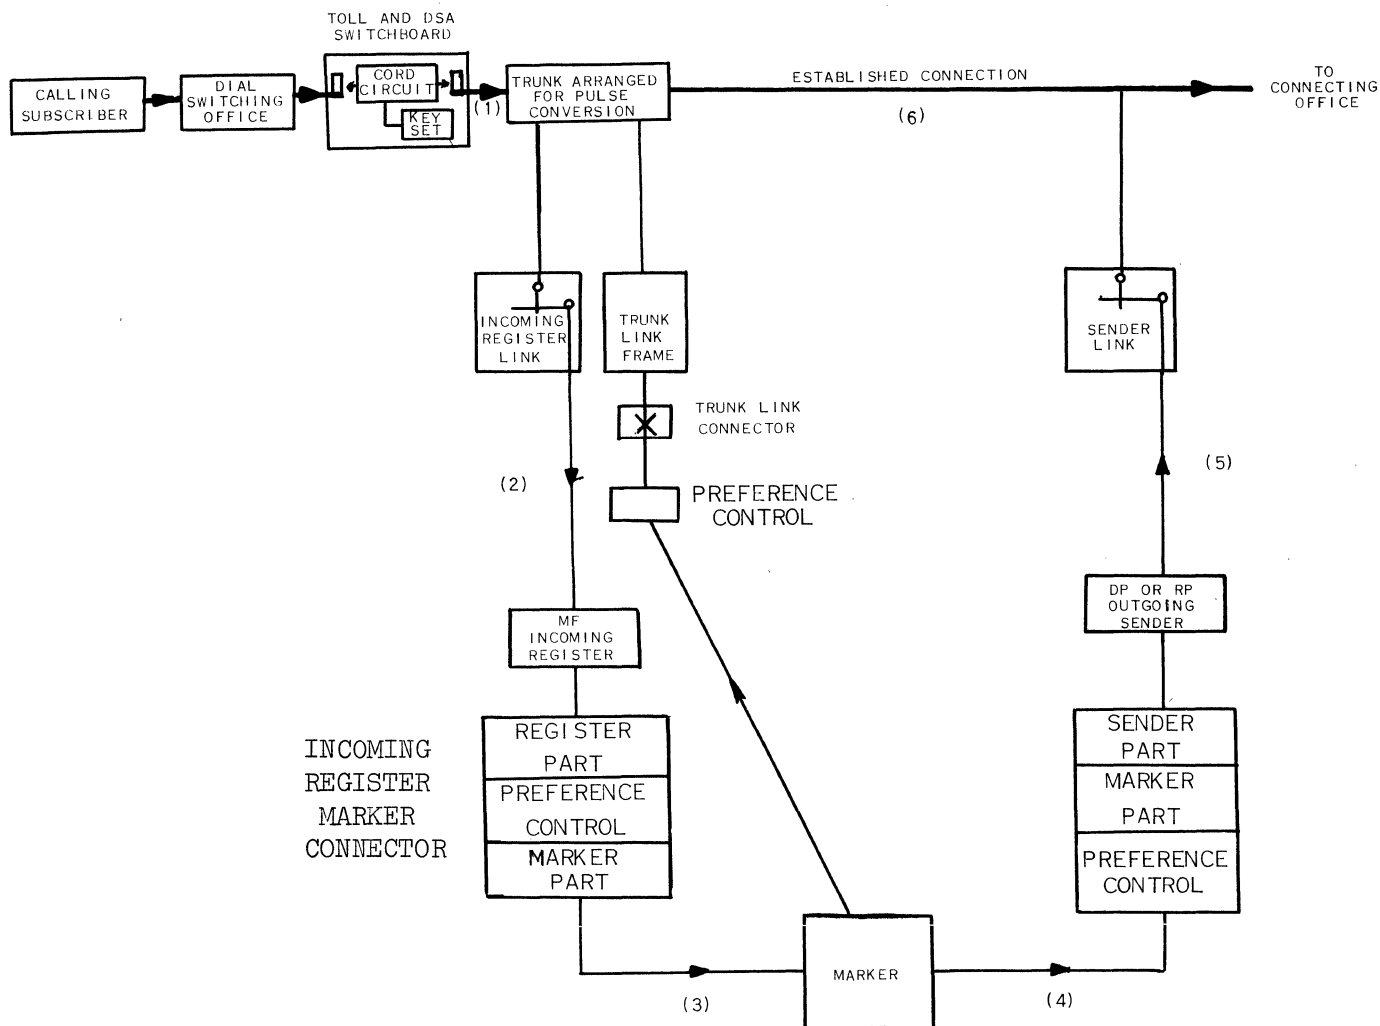 TOLL AND DSA
SWITCHBOARD
CALLING
SUBSCRIBER
DIAL
SWITCHING
OFFICE
CORD
CIRCUIT
KEY
SET
(1)
TRUNK ARRANGED
FOR PULSE
CONVERSION
ESTABLISHED CONNECTION
(6)
TO
CONNECTING
OFFICE
INCOMING
REGISTER
LINK
TRUNK
LINK
FRAME
SENDER
LINK
TRUNK LINK
CONNECTOR
(2)
PREFERENCE
CONTROL
(5)
MF
INCOMING
REGISTER
DP OR RP
OUTGOING
SENDER
INCOMING
REGISTER
MARKER
CONNECTOR
REGISTER
PART
PREFERENCE
CONTROL
MARKER
PART
SENDER
PART
MARKER
PART
PREFERENCE
CONTROL
MARKER
(3)
(4)